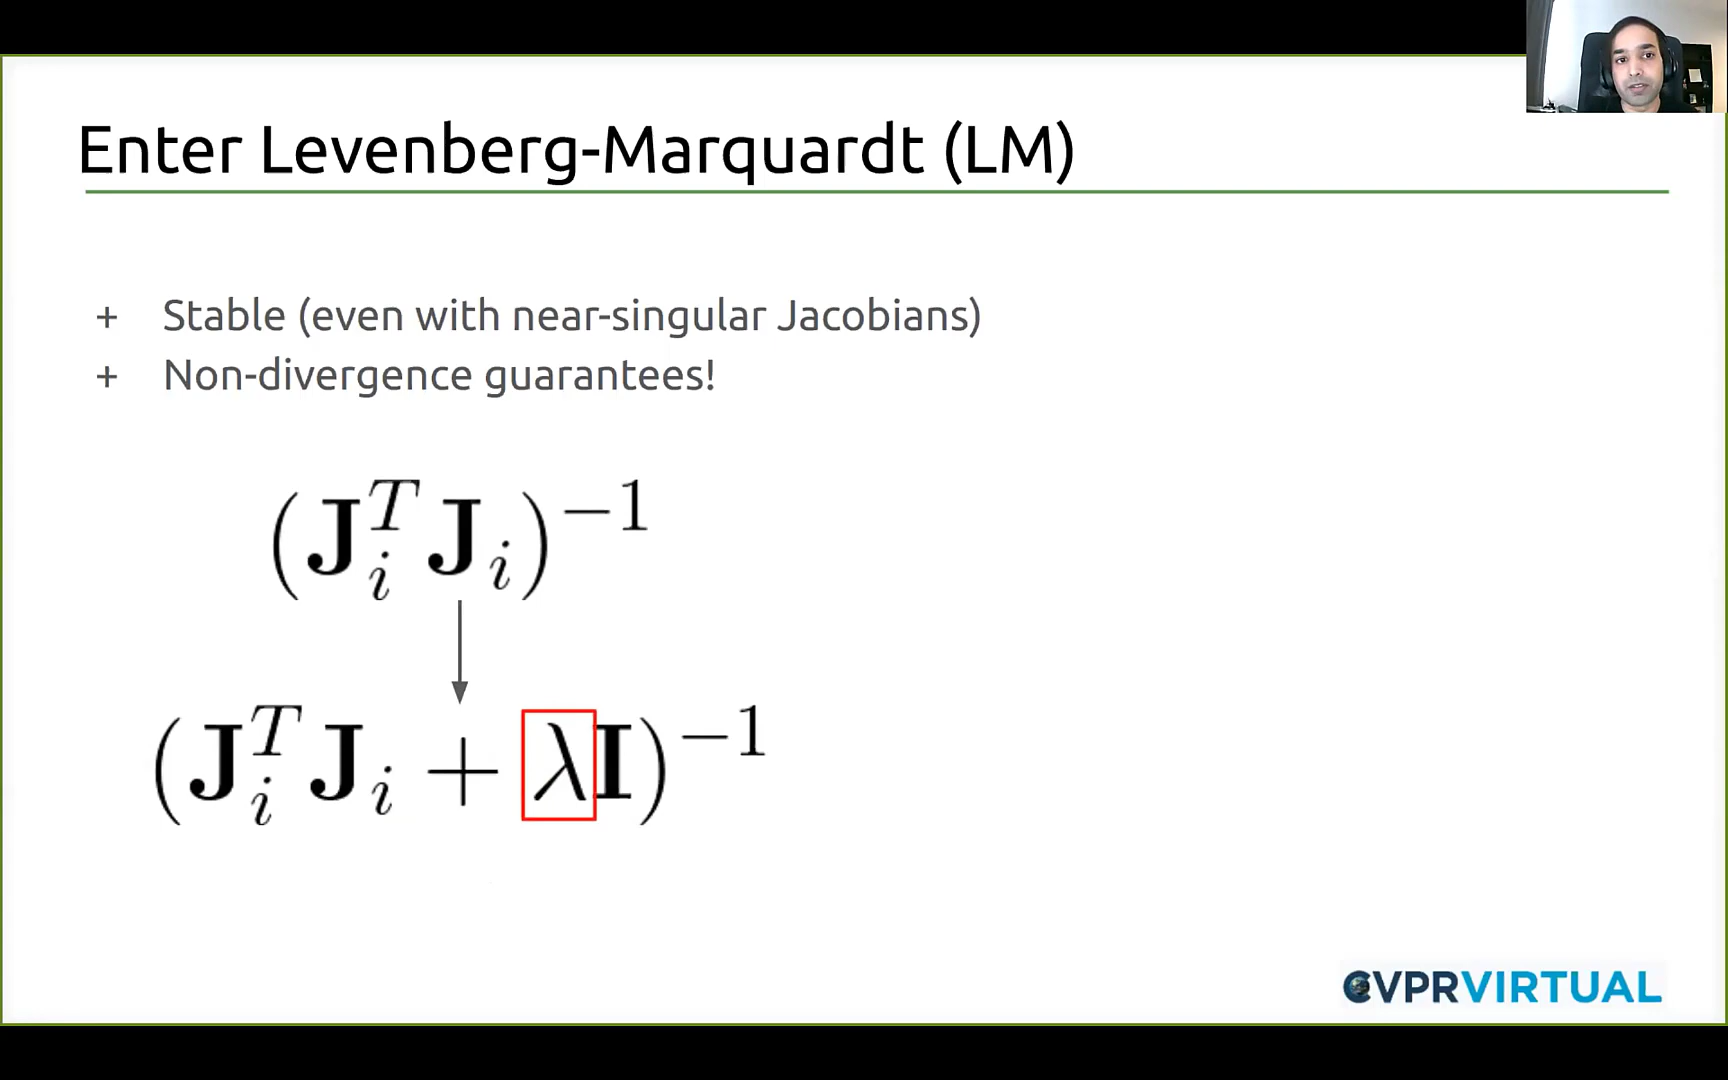 Enter Levenberg-Marquardt (LM)
+ Stable (even with near-singular Jacobians)
+ Non-divergence guarantees!
(J_i^T J_i)^{-1}
(J_i^T J_i + λI)^{-1}
CVPRVIRTUAL